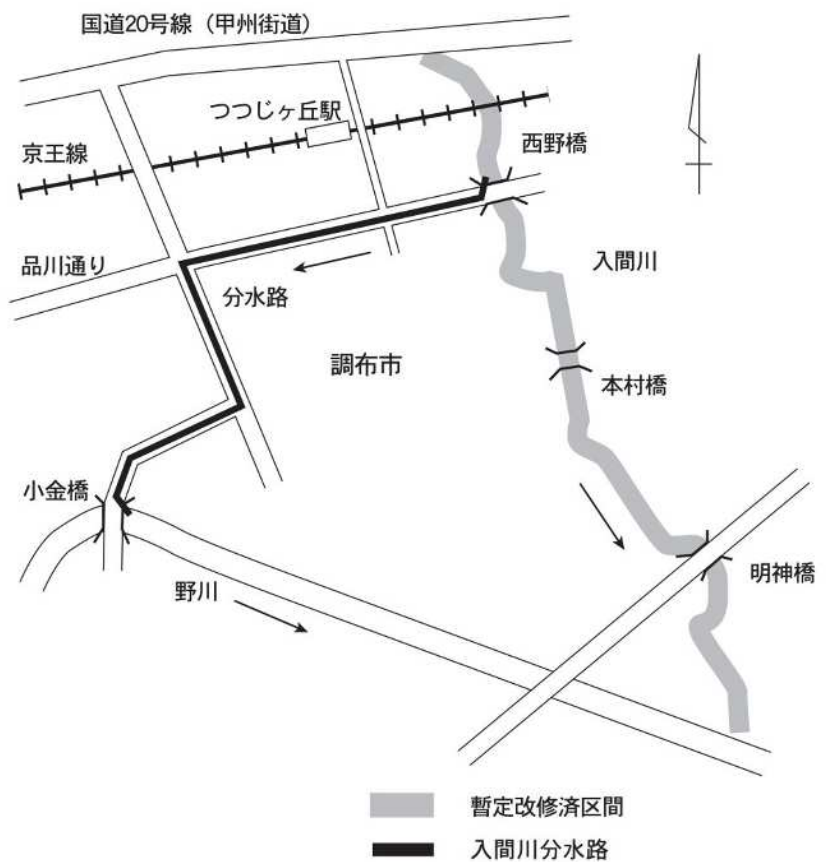 国道20号線（甲州街道）
つつじヶ丘駅
京王線
西野橋
品川通り
入間川
分水路
調布市
本村橋
小金橋
明神橋
野川
暫定改修済区間
入間川分水路